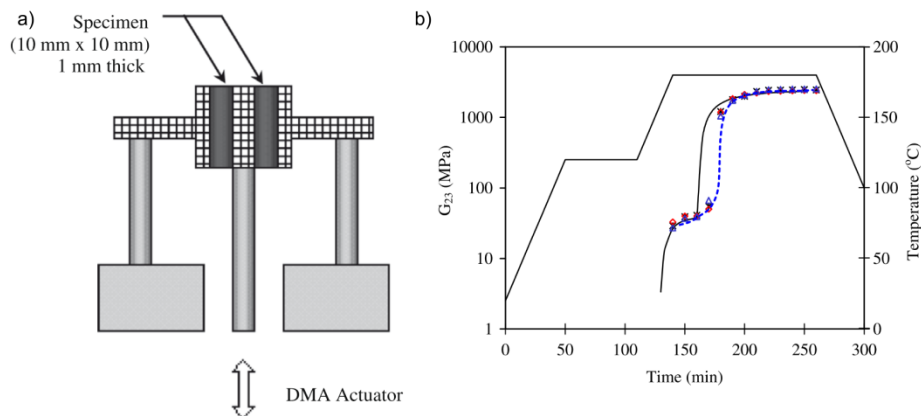 a)
Specimen
(10 mm x 10 mm)
1 mm thick
DMA Actuator
b)
10000
1000
100
10
1
G23 (MPa)
200
150
100
50
0
Temperature (°C)
0 50 100 150 200 250 300
Time (min)